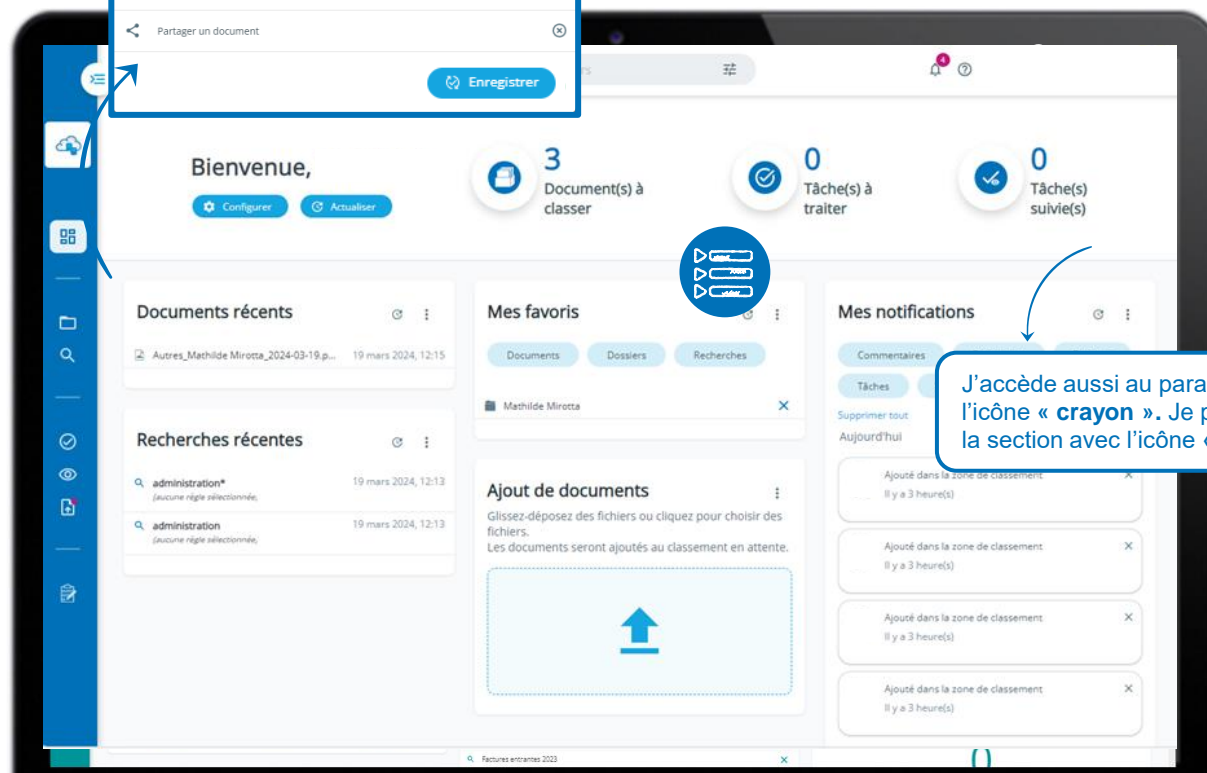 Partager un document
Enregistrer
4
Bienvenue,
Configurer
Actualiser
3
Document(s) à
classer
0
Tâche(s) à
traiter
0
Tâche(s)
suivie(s)
Documents récents
Autres_Mathilde Mirotta_2024-03-19.p... 19 mars 2024, 12:15
Recherches récentes
administration* 19 mars 2024, 12:13
(aucune règle sélectionnée,
administration 19 mars 2024, 12:13
(aucune règle sélectionnée,
Mes favoris
Documents Dossiers Recherches
Mathilde Mirotta
Ajout de documents
Glissez-déposez des fichiers ou cliquez pour choisir des
fichiers.
Les documents seront ajoutés au classement en attente.
Mes notifications
Commentaires
Tâches
Supprimer tout
Aujourd'hui
J’accède aussi au para
l’icône « crayon ». Je p
la section avec l’icône «
Ajouté dans la zone de classement
Il y a 3 heure(s)
Ajouté dans la zone de classement
Il y a 3 heure(s)
Ajouté dans la zone de classement
Il y a 3 heure(s)
Ajouté dans la zone de classement
Il y a 3 heure(s)
Factures entrantes 2023